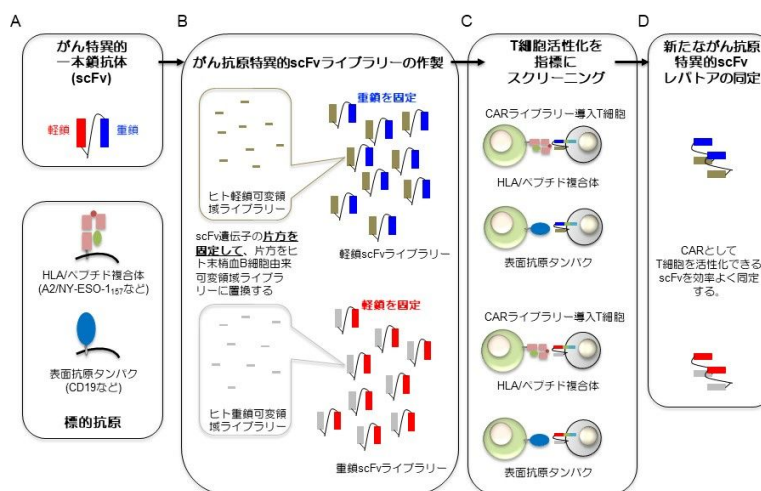 A
がん特異的
一本鎖抗体
(scFv)
軽鎖
重鎖
HLA/ペプチド複合体
(A2/NY-ESO-1₁₅₇など)
表面抗原タンパク
(CD19など)
標的抗原
B
がん抗原特異的scFvライブラリーの作製
重鎖を固定
ヒト軽鎖可変領
域ライブラリー
scFv遺伝子の片方を
固定して、片方をヒ
ト末梢血B細胞由来
可変領域ライブラ
リーに置換する
軽鎖scFvライブラリー
軽鎖を固定
ヒト重鎖可変領
域ライブラリー
重鎖scFvライブラリー
C
T細胞活性化を
指標に
スクリーニング
CARライブラリー導入T細胞
HLA/ペプチド複合体
表面抗原タンパク
CARライブラリー導入T細胞
HLA/ペプチド複合体
表面抗原タンパク
D
新たながん抗原
特異的scFv
レパトアの同定
CARとして
T細胞を活性化できる
scFvを効率よく同定
する。